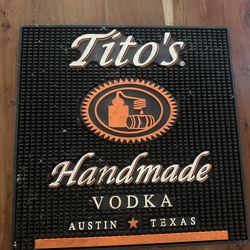 Tito's
Handmade
VODKA
AUSTIN ★ TEXAS